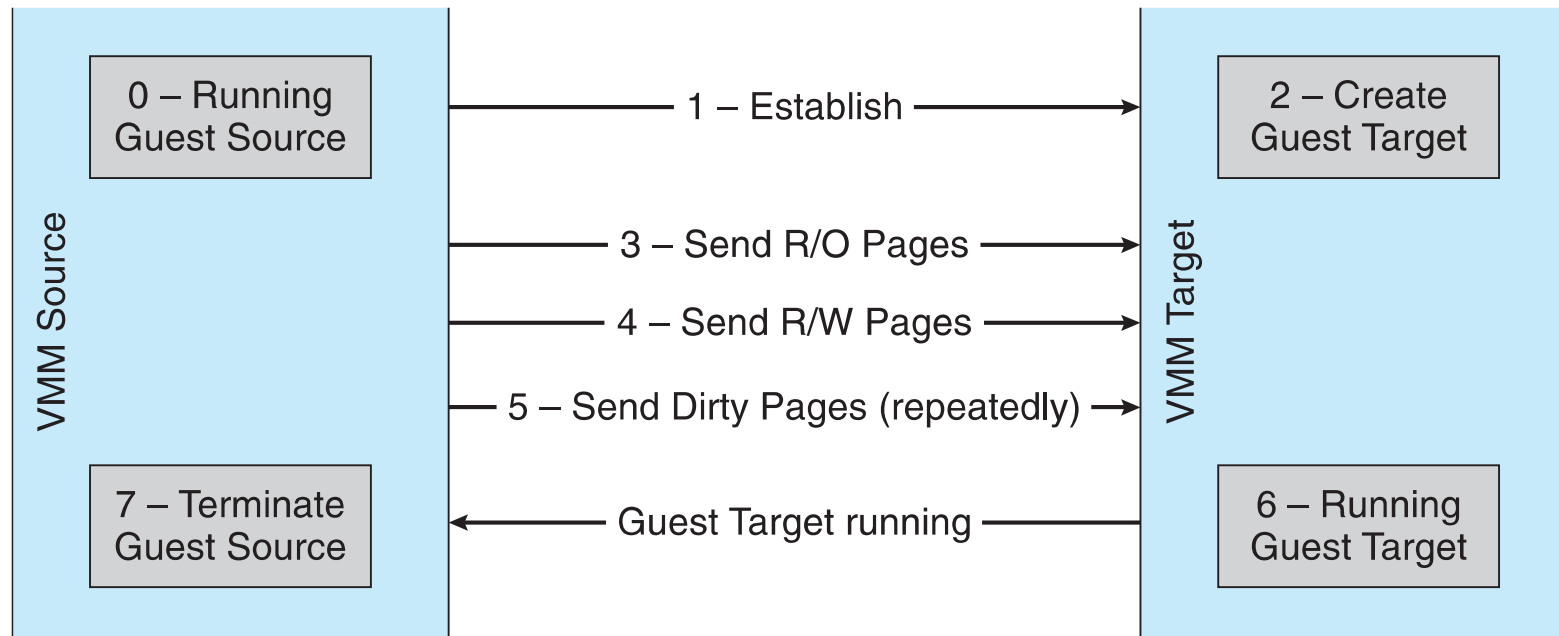 0 – Running
Guest Source
1 – Establish
2 – Create
Guest Target
VMM Source
3 – Send R/O Pages
4 – Send R/W Pages
5 – Send Dirty Pages (repeatedly)
VMM Target
7 – Terminate
Guest Source
Guest Target running
6 – Running
Guest Target